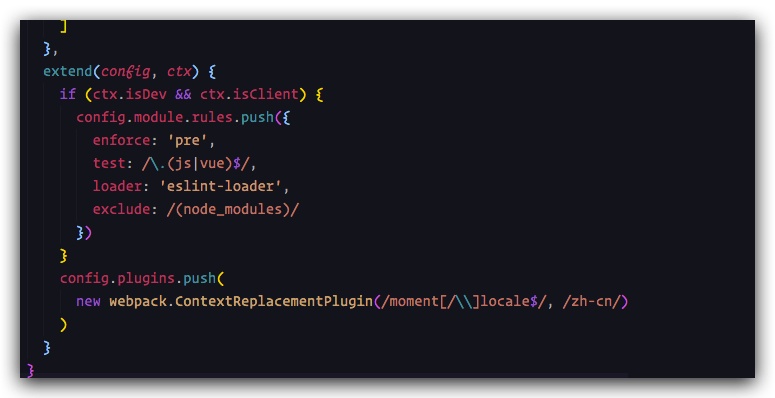 ]
},
extend(config, ctx) {
if (ctx.isDev && ctx.isClient) {
config.module.rules.push({
enforce: 'pre',
test: /\.(js|vue)$/,
loader: 'eslint-loader',
exclude: /(node_modules)/
})
}
config.plugins.push(
new webpack.ContextReplacementPlugin(/moment[/\\]locale$/, /zh-cn/)
)
}
}